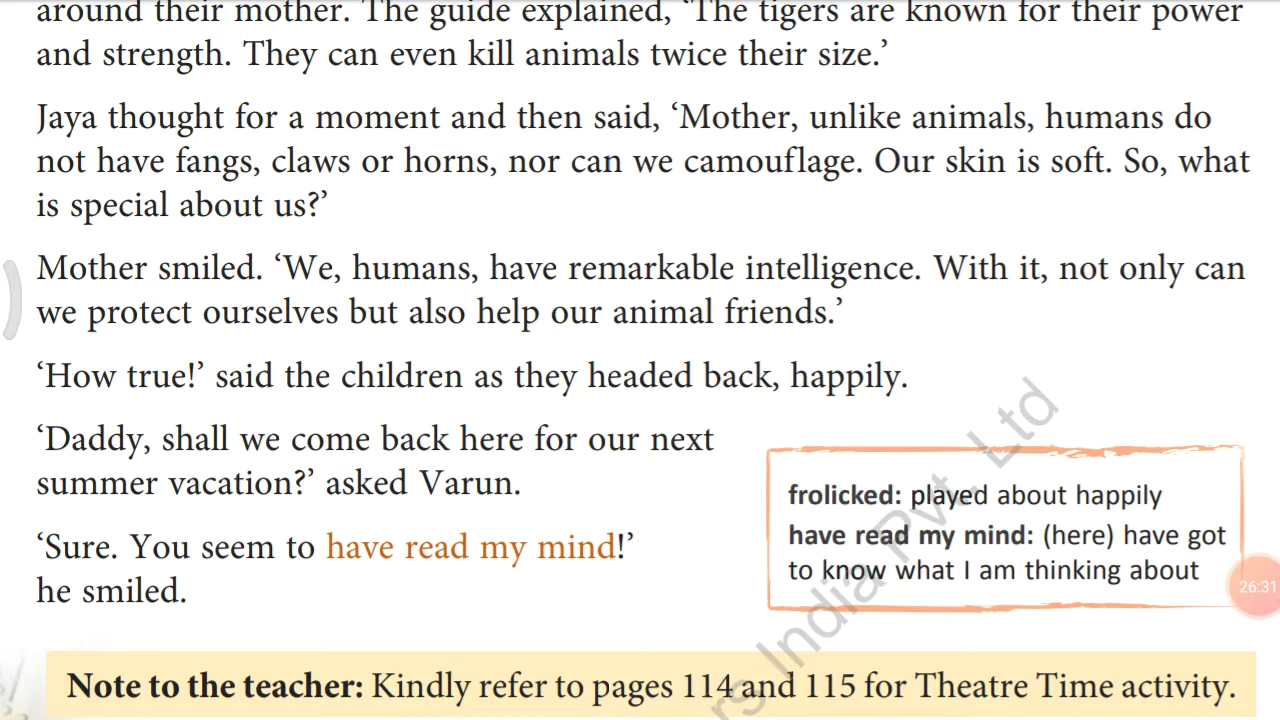 around their mother. The guide explained, ‘The tigers are known for their power
and strength. They can even kill animals twice their size.’
Jaya thought for a moment and then said, ‘Mother, unlike animals, humans do
not have fangs, claws or horns, nor can we camouflage. Our skin is soft. So, what
is special about us?’
Mother smiled. ‘We, humans, have remarkable intelligence. With it, not only can
we protect ourselves but also help our animal friends.’
‘How true!’ said the children as they headed back, happily.
‘Daddy, shall we come back here for our next
summer vacation?’ asked Varun.
‘Sure. You seem to have read my mind!’
he smiled.
frolicked: played about happily
have read my mind: (here) have got
to know what I am thinking about
26:31
India Pvt. Ltd
Note to the teacher: Kindly refer to pages 114 and 115 for Theatre Time activity.